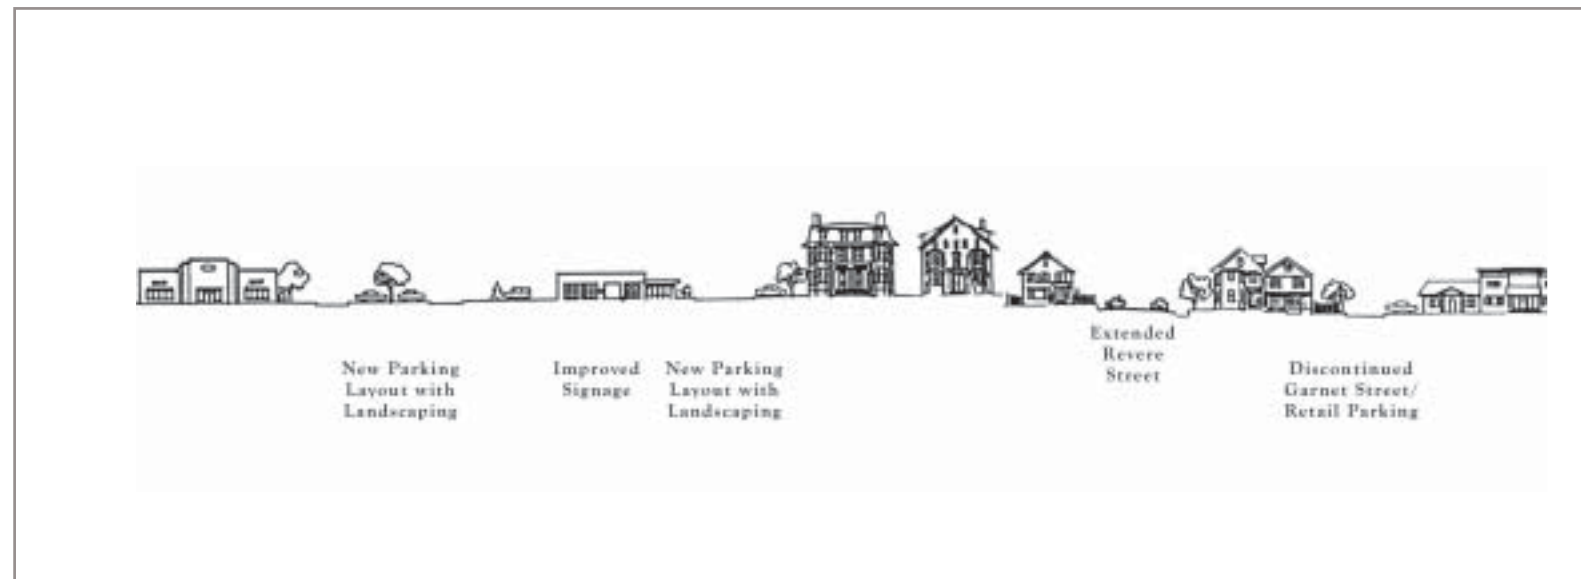 New Parking
Layout with
Landscaping
Improved
Signage
New Parking
Layout with
Landscaping
Extended
Revere
Street
Discontinued
Garnet Street/
Retail Parking